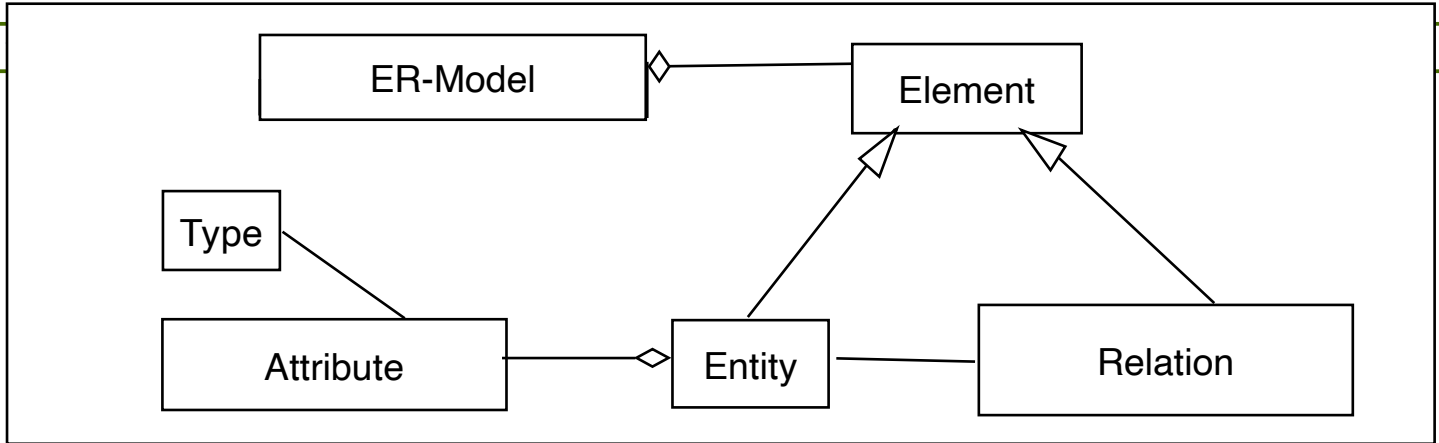 ER-Model
Element
Type
Attribute
Entity
Relation